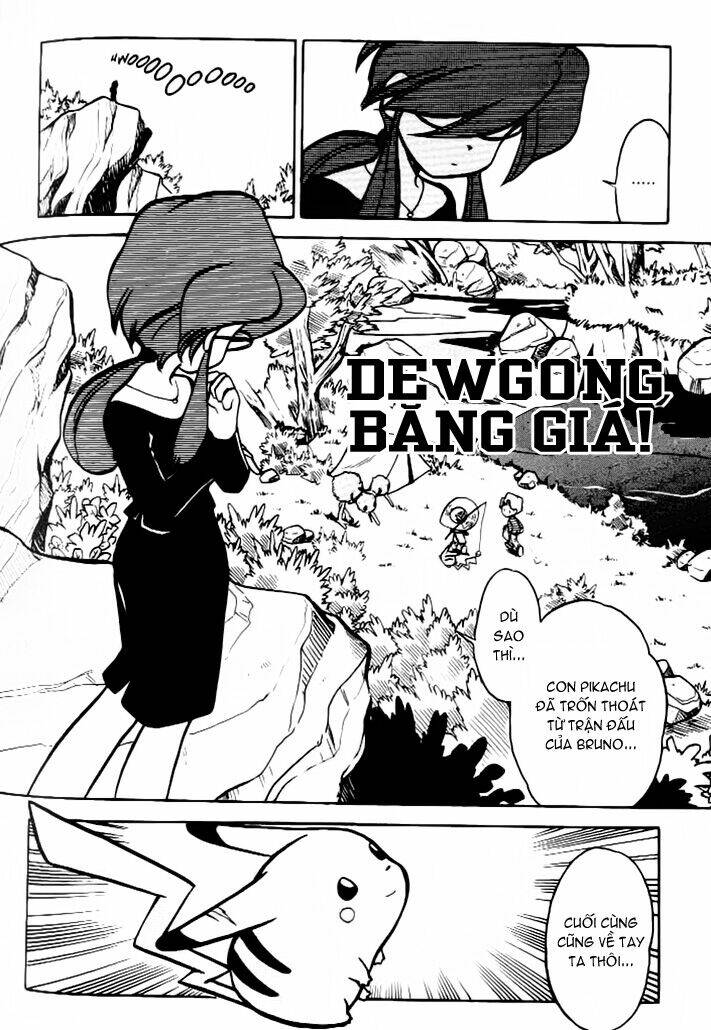 HWOOOOOOOOO
.....
DEWGONG
BĂNG GIÁ!
DÙ
SAO
THÌ...
CON PIKACHU
ĐÃ TRỐN THOÁT
TỪ TRẬN ĐẤU
CỦA BRUNO...
CUỐI CÙNG
CŨNG VỀ TAY
TA THÔI...